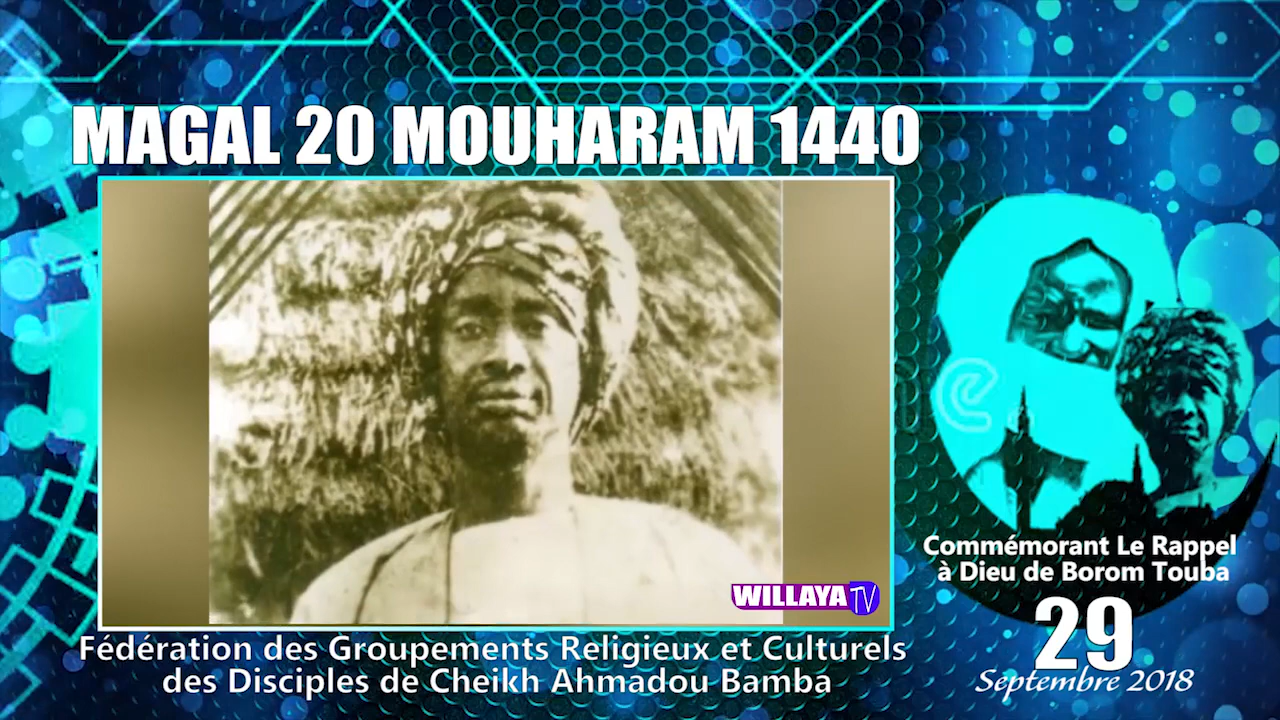 MAGAL 20 MOUHARAM 1440
WILLAYA TV
Commémorant Le Rappel
à Dieu de Borom Touba
29
Septembre 2018
Fédération des Groupements Religieux et Culturels
des Disciples de Cheikh Ahmadou Bamba